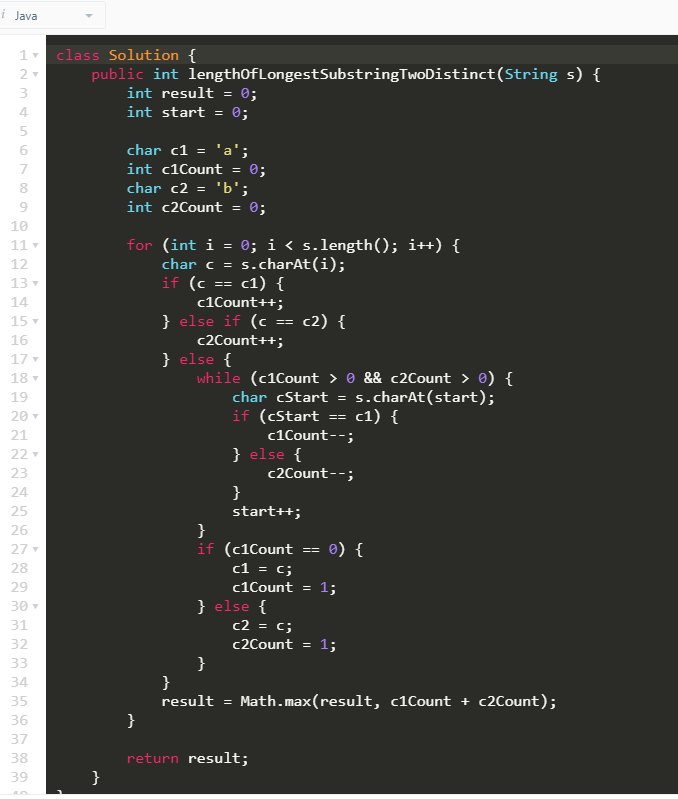 i Java
1 class Solution {
2     public int lengthOfLongestSubstringTwoDistinct(String s) {
3         int result = 0;
4         int start = 0;
5
6         char c1 = 'a';
7         int c1Count = 0;
8         char c2 = 'b';
9         int c2Count = 0;
10
11         for (int i = 0; i < s.length(); i++) {
12             char c = s.charAt(i);
13             if (c == c1) {
14                 c1Count++;
15             } else if (c == c2) {
16                 c2Count++;
17             } else {
18                 while (c1Count > 0 && c2Count > 0) {
19                     char cStart = s.charAt(start);
20                     if (cStart == c1) {
21                         c1Count--;
22                     } else {
23                         c2Count--;
24                     }
25                     start++;
26                 }
27                 if (c1Count == 0) {
28                     c1 = c;
29                     c1Count = 1;
30                 } else {
31                     c2 = c;
32                     c2Count = 1;
33                 }
34             }
35             result = Math.max(result, c1Count + c2Count);
36         }
37
38         return result;
39     }